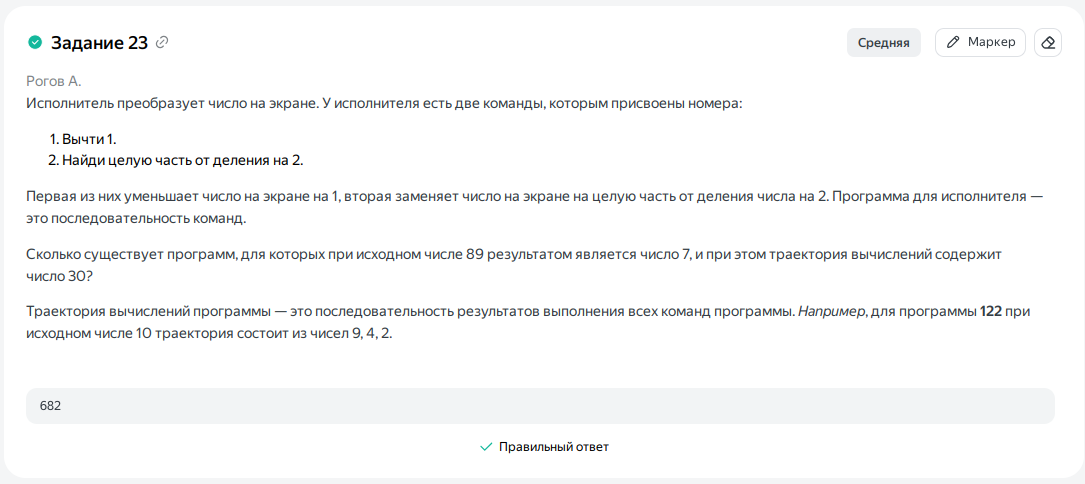 Задание 23
Средняя
Маркер
Рогов А.
Исполнитель преобразует число на экране. У исполнителя есть две команды, которым присвоены номера:
1. Вычти 1.
2. Найди целую часть от деления на 2.
Первая из них уменьшает число на экране на 1, вторая заменяет число на экране на целую часть от деления числа на 2. Программа для исполнителя —
это последовательность команд.
Сколько существует программ, для которых при исходном числе 89 результатом является число 7, и при этом траектория вычислений содержит
число 30?
Траектория вычислений программы — это последовательность результатов выполнения всех команд программы. Например, для программы 122 при
исходном числе 10 траектория состоит из чисел 9, 4, 2.
682
Правильный ответ